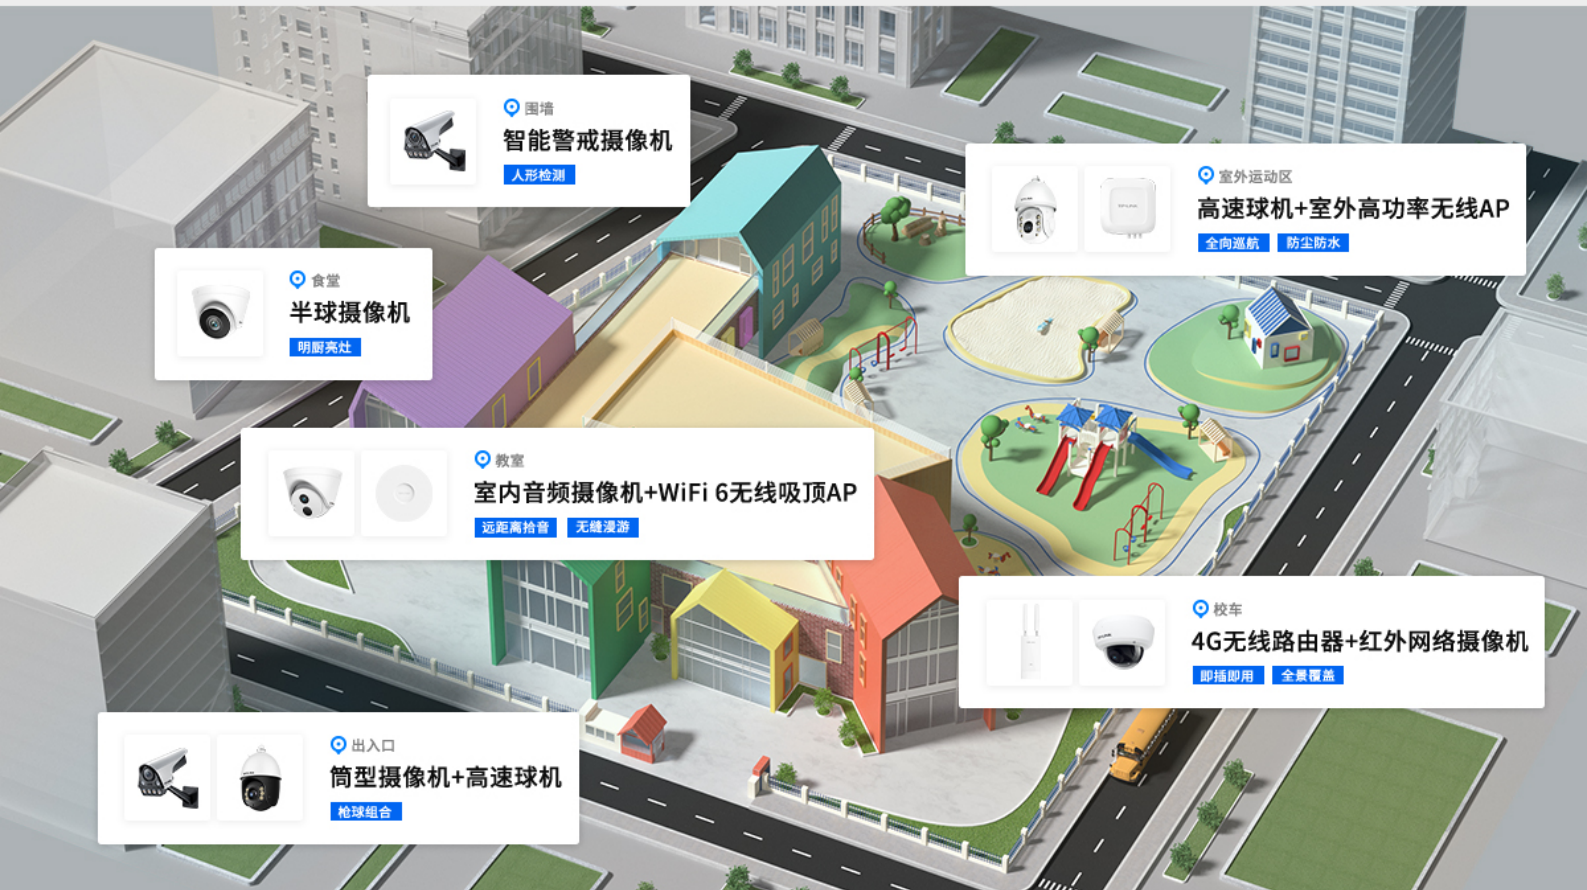 围墙
智能警戒摄像机
人形检测
室外运动区
高速球机+室外高功率无线AP
全向巡航 防尘防水
食堂
半球摄像机
明厨亮灶
教室
室内音频摄像机+WiFi 6无线吸顶AP
远距离拾音 无缝漫游
校车
4G无线路由器+红外网络摄像机
即插即用 全景覆盖
出入口
筒型摄像机+高速球机
枪球组合